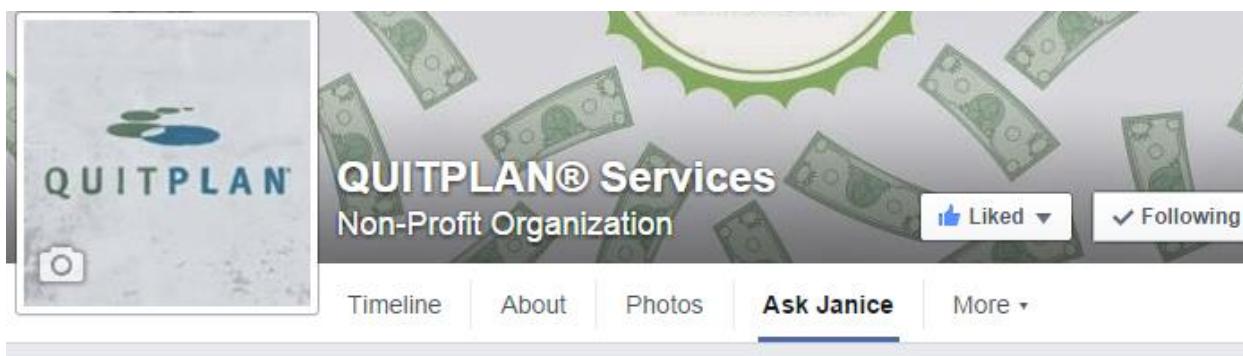 QUITPLAN
QUITPLAN® Services
Non-Profit Organization
Liked
Following
Timeline
About
Photos
Ask Janice
More